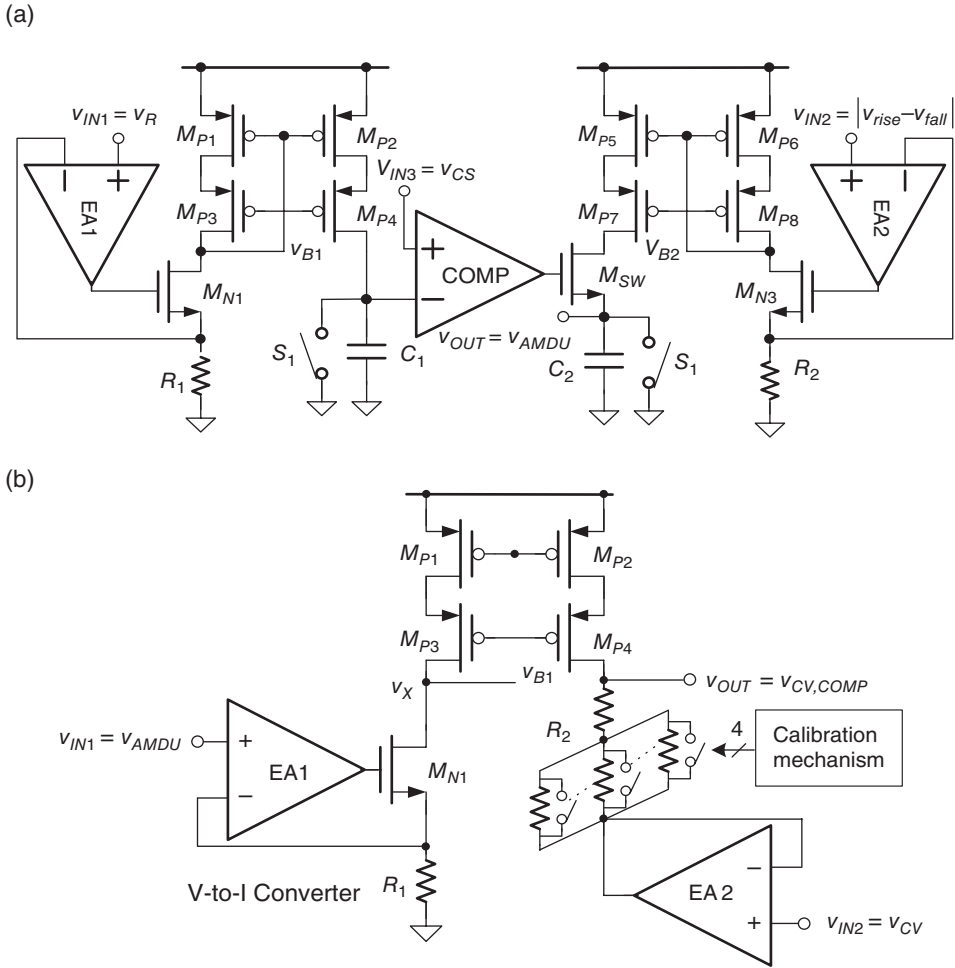 (a)
v_IN1 = v_R
M_P1
M_P2
M_P3
M_P4
v_B1
EA1
+
M_N1
R_1
V_IN3 = v_CS
+
COMP
S_1
C_1
M_P5
M_P6
M_P7
M_P8
V_B2
M_SW
v_OUT = v_AMDU
C_2
S_1
v_IN2 = |v_rise–v_fall|
+
EA2
M_N3
R_2
(b)
M_P1
M_P2
M_P3
M_P4
v_X
v_B1
v_OUT = v_CV,COMP
v_IN1 = v_AMDU
+
EA1
−
M_N1
R_1
V-to-I Converter
R_2
4
Calibration
mechanism
−
EA2
+
v_IN2 = v_CV